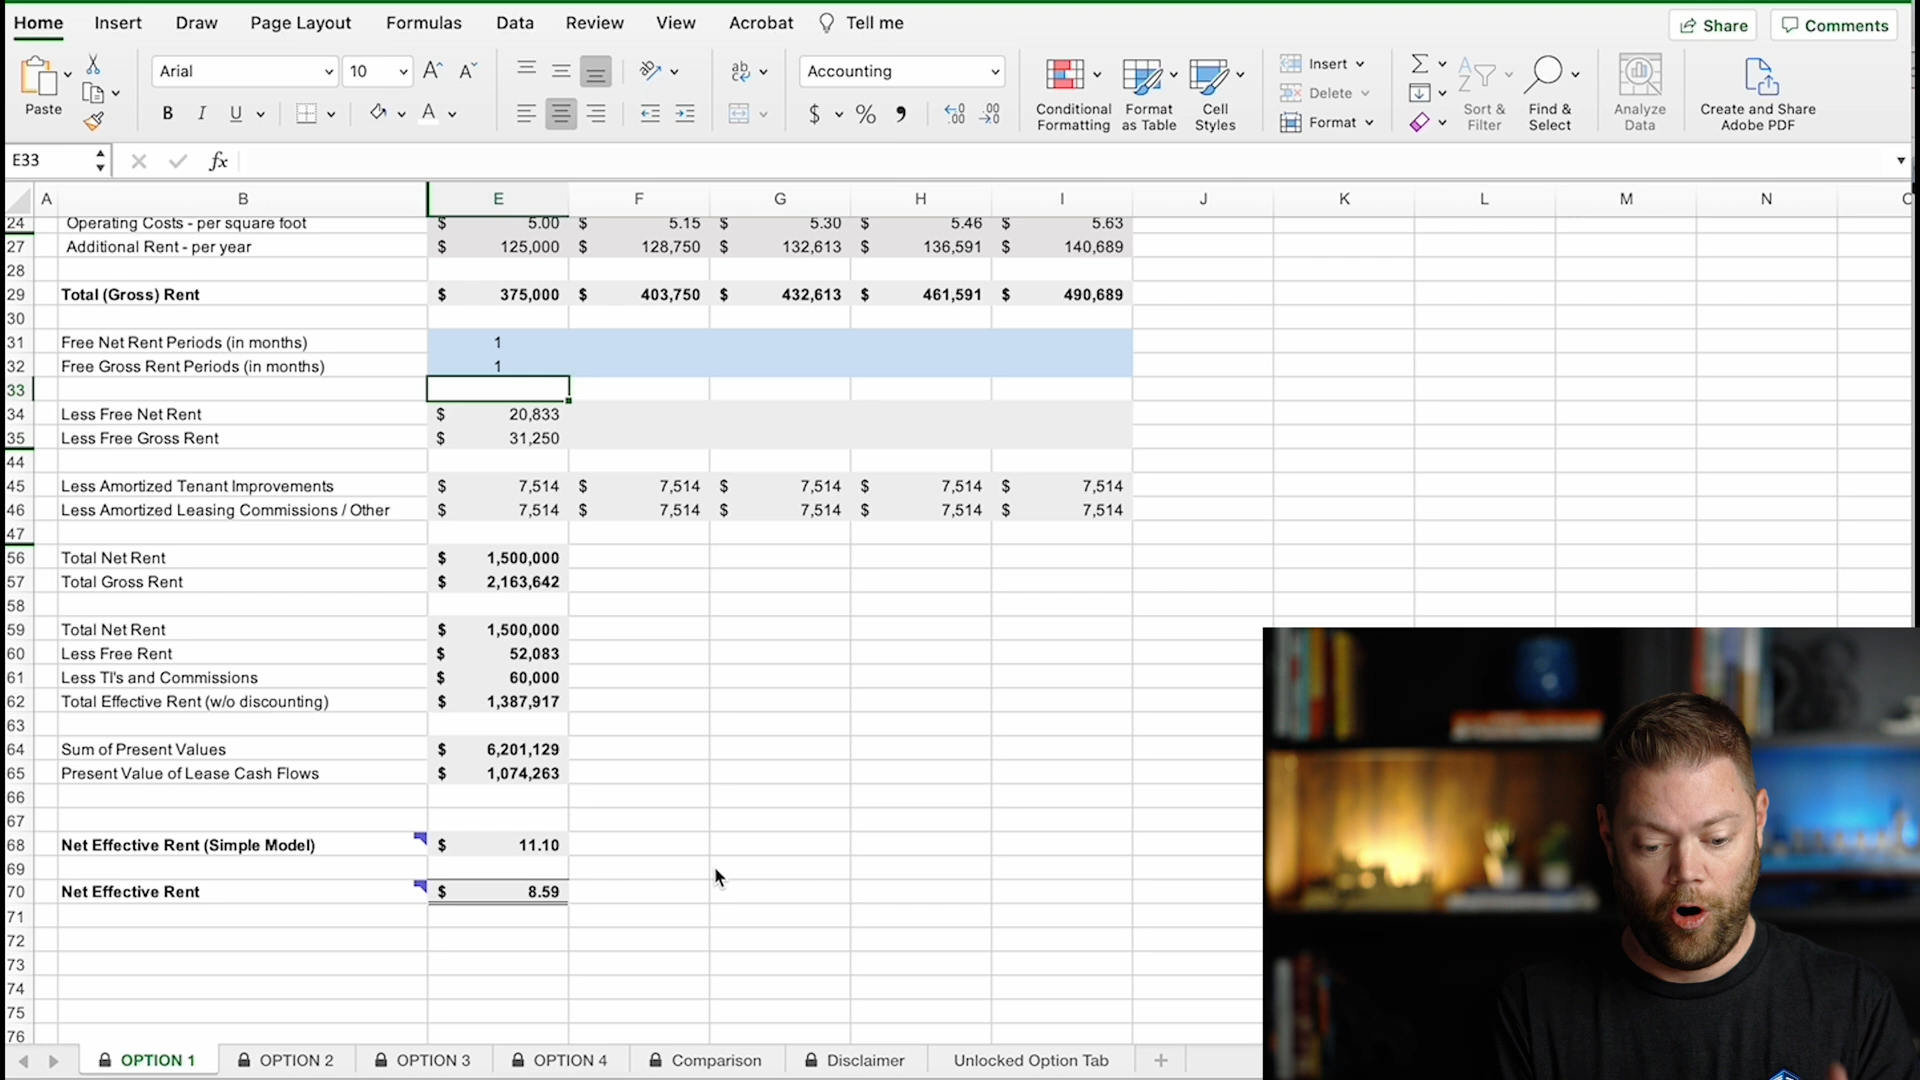 Home Insert Draw Page Layout Formulas Data Review View Acrobat Tell me Share Comments
Paste Arial 10 A^ A˅ ab Accounting Conditional Formatting Format as Table Cell Styles Insert Delete Format Sort & Filter Find & Select Analyze Data Create and Share Adobe PDF
B I U A $ % 9
E33 fx
A B E F G H I J K L M N O
24 Operating Costs - per square foot $ 5.00 $ 5.15 $ 5.30 $ 5.46 $ 5.63
27 Additional Rent - per year $ 125,000 $ 128,750 $ 132,613 $ 136,591 $ 140,689
28
29 Total (Gross) Rent $ 375,000 $ 403,750 $ 432,613 $ 461,591 $ 490,689
30
31 Free Net Rent Periods (in months) 1
32 Free Gross Rent Periods (in months) 1
33
34 Less Free Net Rent $ 20,833
35 Less Free Gross Rent $ 31,250
44
45 Less Amortized Tenant Improvements $ 7,514 $ 7,514 $ 7,514 $ 7,514 $ 7,514
46 Less Amortized Leasing Commissions / Other $ 7,514 $ 7,514 $ 7,514 $ 7,514 $ 7,514
47
56 Total Net Rent $ 1,500,000
57 Total Gross Rent $ 2,163,642
58
59 Total Net Rent $ 1,500,000
60 Less Free Rent $ 52,083
61 Less TI's and Commissions $ 60,000
62 Total Effective Rent (w/o discounting) $ 1,387,917
63
64 Sum of Present Values $ 6,201,129
65 Present Value of Lease Cash Flows $ 1,074,263
66
67
68 Net Effective Rent (Simple Model) $ 11.10
69
70 Net Effective Rent $ 8.59
71
72
73
74
75
76
OPTION 1 OPTION 2 OPTION 3 OPTION 4 Comparison Disclaimer Unlocked Option Tab +